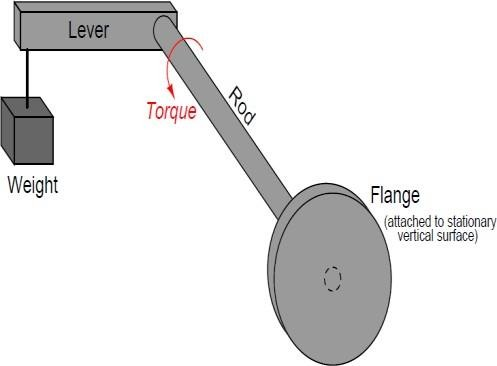 Lever
Torque
Rod
Weight
Flange
(attached to stationary
vertical surface)